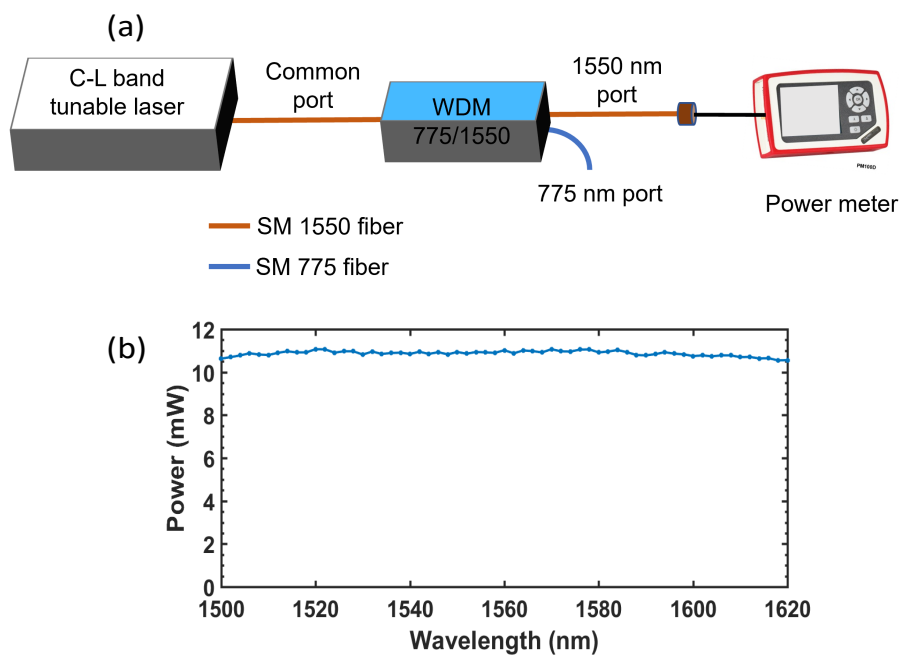 (a)
C-L band
tunable laser
Common
port
WDM
775/1550
1550 nm
port
775 nm port
PM100D
Power meter
SM 1550 fiber
SM 775 fiber
(b)
Power (mW)
12
10
8
6
4
2
0
1500 1520 1540 1560 1580 1600 1620
Wavelength (nm)